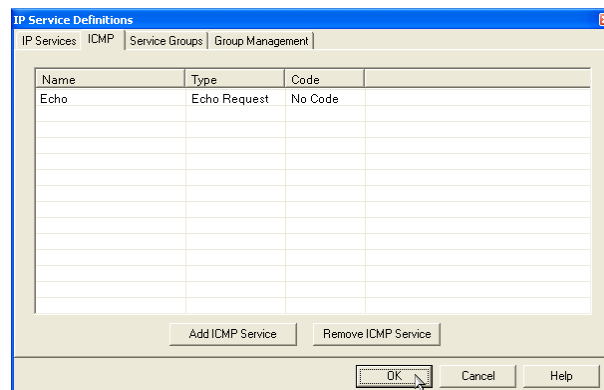 IP Service Definitions
IP Services ICMP Service Groups Group Management
Name Type Code
Echo Echo Request No Code
Add ICMP Service Remove ICMP Service
OK Cancel Help